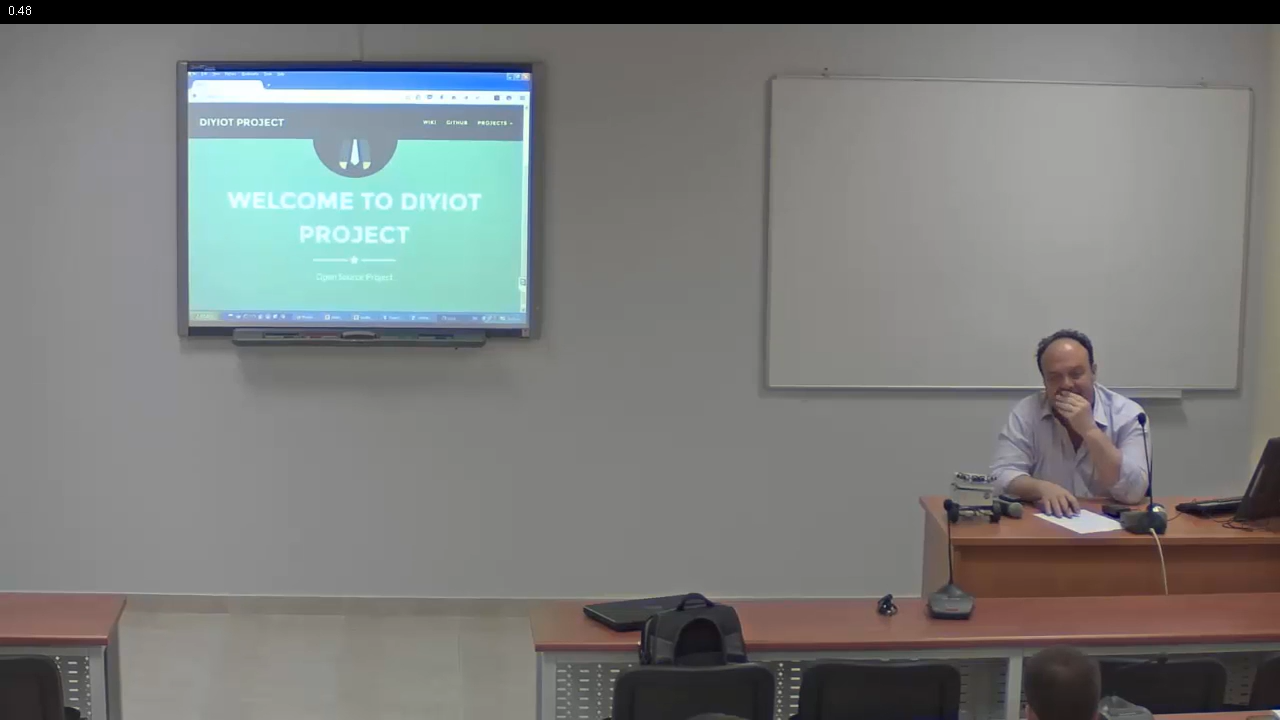 0.48
DIYIOT PROJECT
WIKI GITHUB PROJECTS
WELCOME TO DIYIOT
PROJECT
Open Source Project